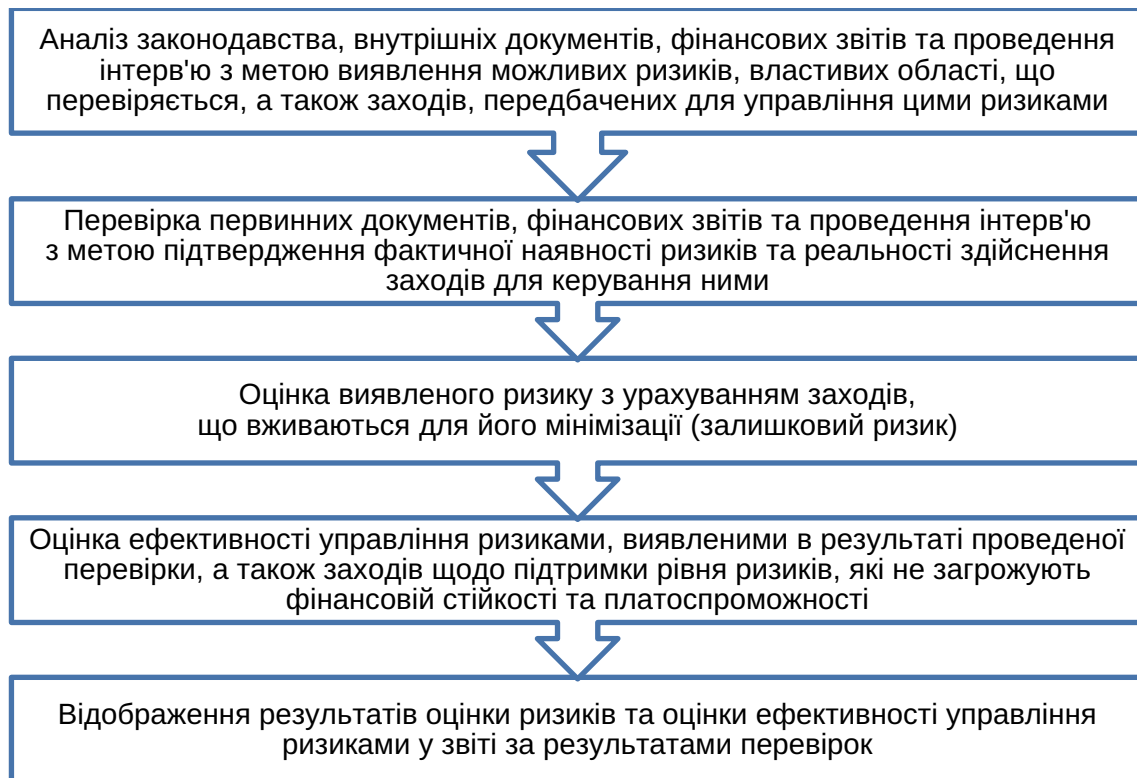 Аналіз законодавства, внутрішніх документів, фінансових звітів та проведення
інтерв'ю з метою виявлення можливих ризиків, властивих області, що
перевіряється, а також заходів, передбачених для управління цими ризиками
Перевірка первинних документів, фінансових звітів та проведення інтерв'ю
з метою підтвердження фактичної наявності ризиків та реальності здійснення
заходів для керування ними
Оцінка виявленого ризику з урахуванням заходів,
що вживаються для його мінімізації (залишковий ризик)
Оцінка ефективності управління ризиками, виявленими в результаті проведеної
перевірки, а також заходів щодо підтримки рівня ризиків, які не загрожують
фінансовій стійкості та платоспроможності
Відображення результатів оцінки ризиків та оцінки ефективності управління
ризиками у звіті за результатами перевірок